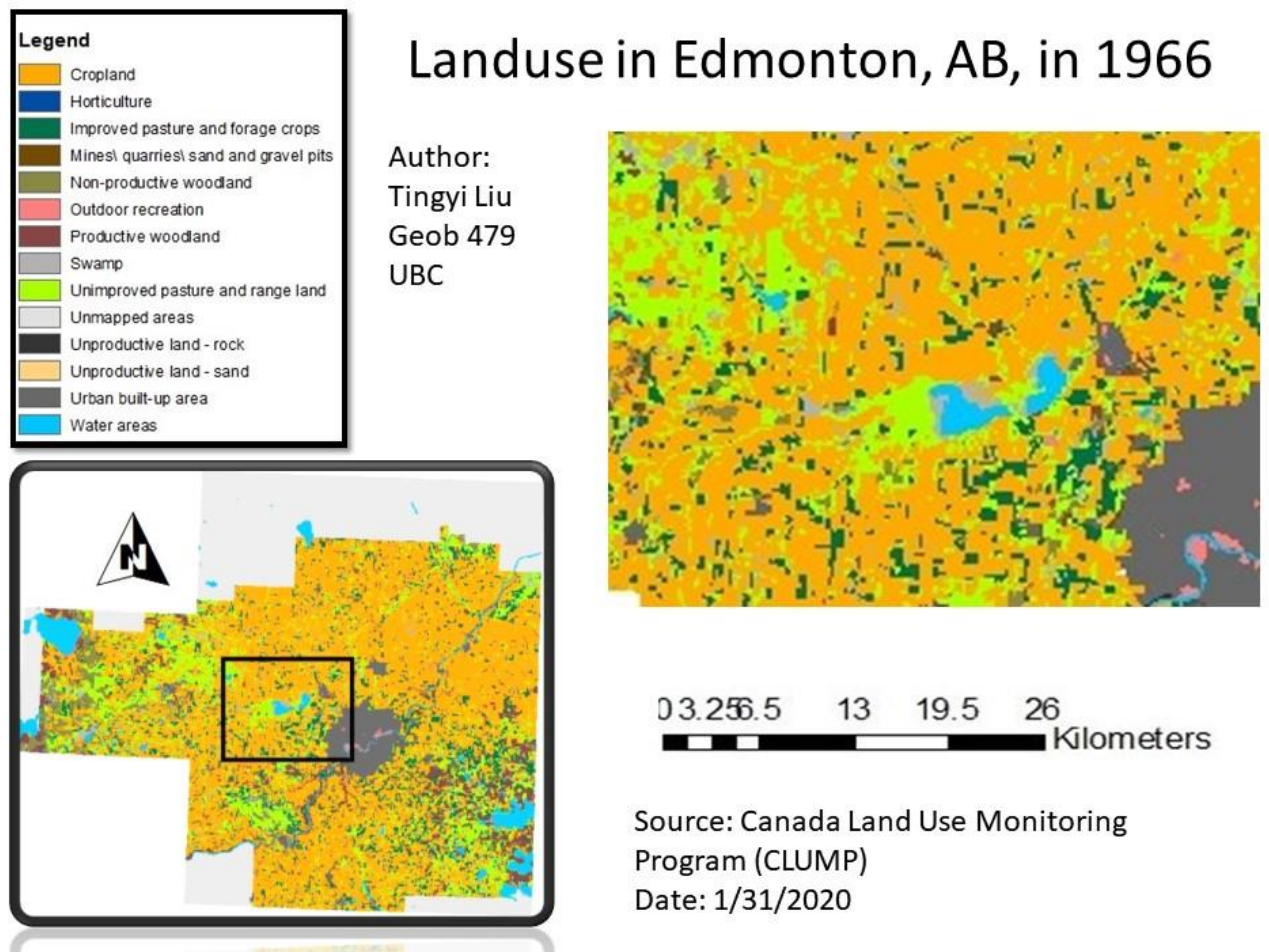 Legend
Cropland
Horticulture
Improved pasture and forage crops
Mines\ quarries\ sand and gravel pits
Non-productive woodland
Outdoor recreation
Productive woodland
Swamp
Unimproved pasture and range land
Unmapped areas
Unproductive land - rock
Unproductive land - sand
Urban built-up area
Water areas
Landuse in Edmonton, AB, in 1966
Author:
Tingyi Liu
Geob 479
UBC
N
0 3.25 6.5 13 19.5 26
Kilometers
Source: Canada Land Use Monitoring
Program (CLUMP)
Date: 1/31/2020